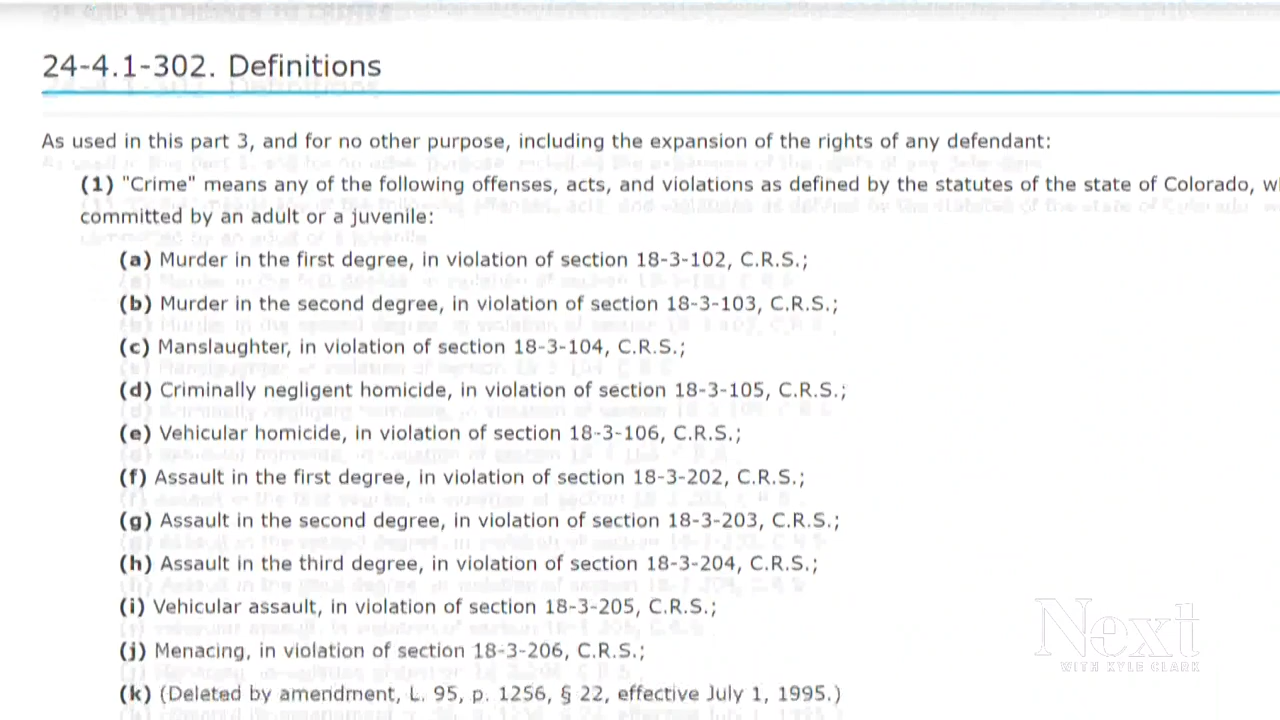 24-4.1-302. Definitions
As used in this part 3, and for no other purpose, including the expansion of the rights of any defendant:
(1) "Crime" means any of the following offenses, acts, and violations as defined by the statutes of the state of Colorado,
committed by an adult or a juvenile:
(a) Murder in the first degree, in violation of section 18-3-102, C.R.S.;
(b) Murder in the second degree, in violation of section 18-3-103, C.R.S.;
(c) Manslaughter, in violation of section 18-3-104, C.R.S.;
(d) Criminally negligent homicide, in violation of section 18-3-105, C.R.S.;
(e) Vehicular homicide, in violation of section 18-3-106, C.R.S.;
(f) Assault in the first degree, in violation of section 18-3-202, C.R.S.;
(g) Assault in the second degree, in violation of section 18-3-203, C.R.S.;
(h) Assault in the third degree, in violation of section 18-3-204, C.R.S.;
(i) Vehicular assault, in violation of section 18-3-205, C.R.S.;
(j) Menacing, in violation of section 18-3-206, C.R.S.;
(k) (Deleted by amendment, L. 95, p. 1256, § 22, effective July 1, 1995.)
Next
WITH KYLE CLARK